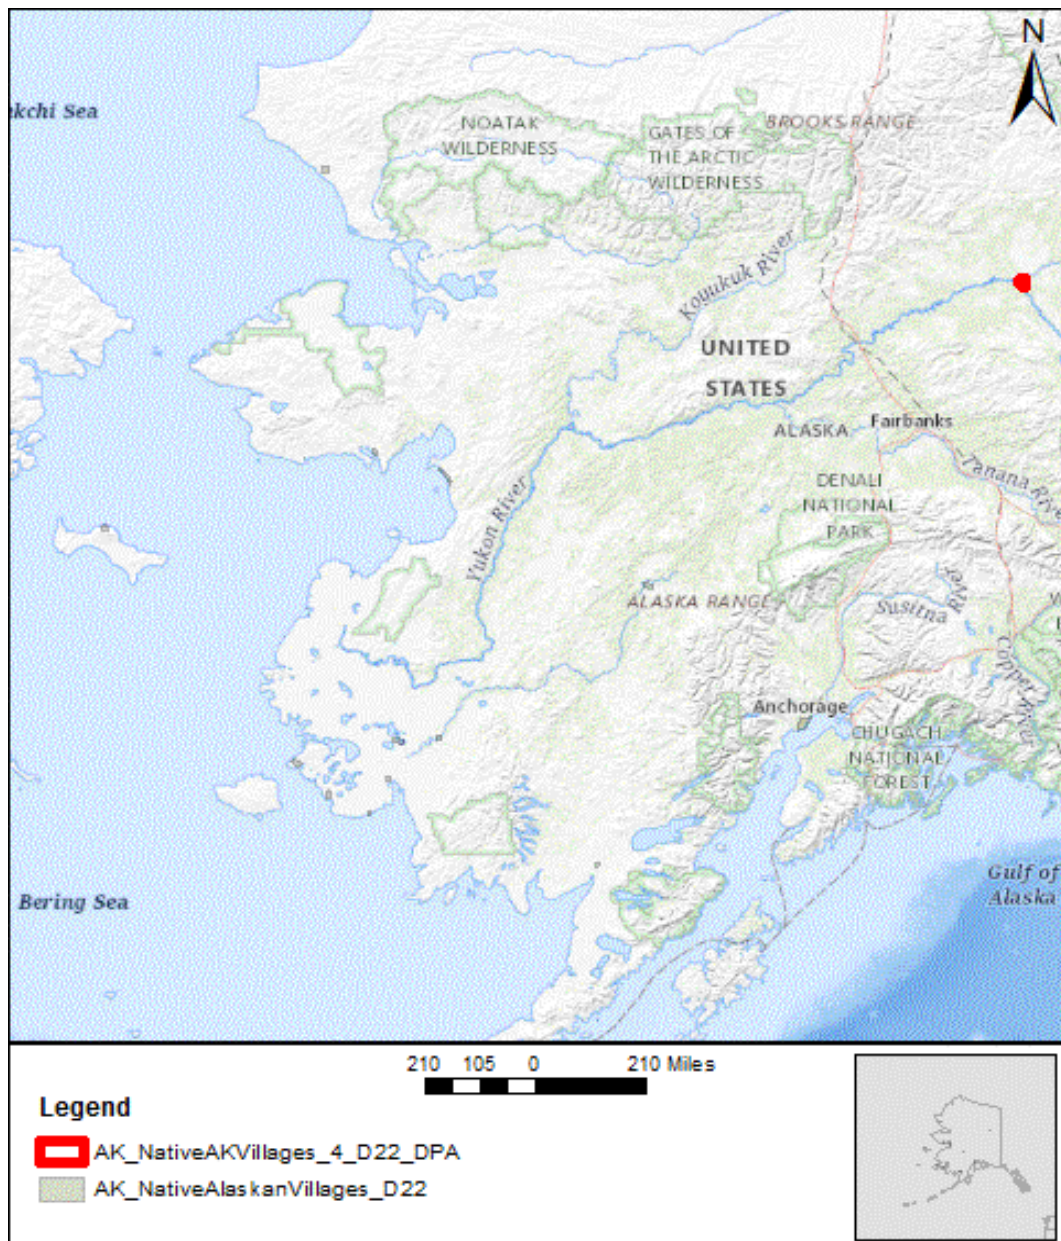 N
kchi Sea
NOATAK
WILDERNESS
GATES OF
THE ARCTIC
WILDERNESS
BROOKS RANGE
Koyukuk River
UNITED
STATES
ALASKA
Fairbanks
Tanana River
DENALI
NATIONAL
PARK
Yukon River
ALASKA RANGE
Susitna
River
Copper River
Anchorage
CHUGACH
NATIONAL
FOREST
Gulf of
Alaska
Bering Sea
210 105 0 210 Miles
Legend
AK_NativeAKVillages_4_D22_DPA
AK_NativeAlaskanVillages_D22